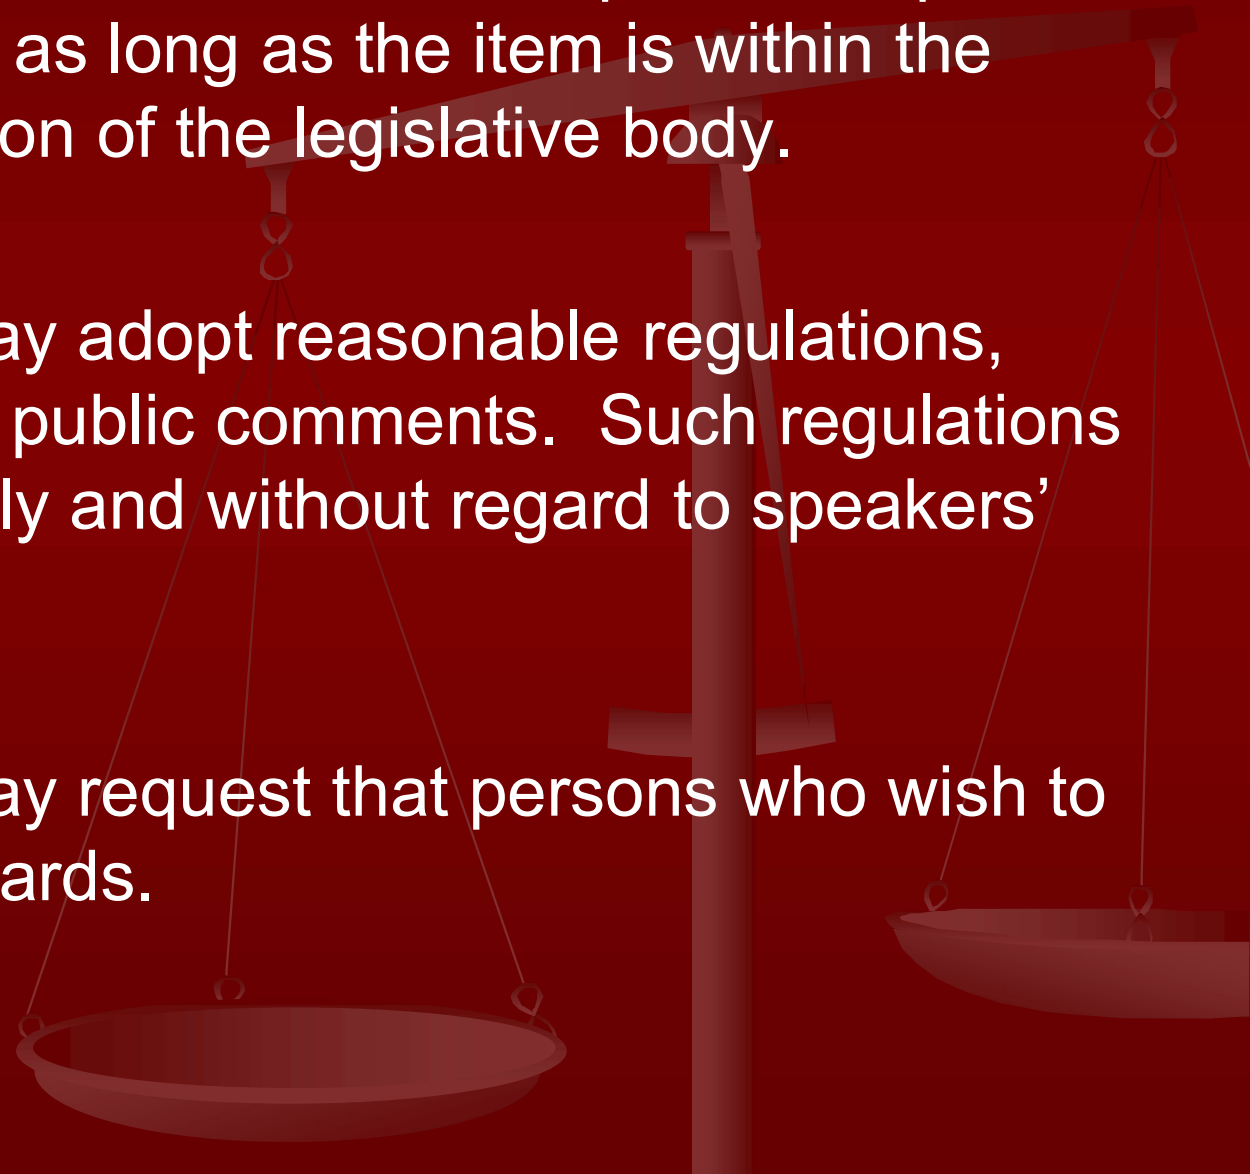 as long as the item is within the
on of the legislative body.
ay adopt reasonable regulations,
public comments.  Such regulations
ly and without regard to speakers’
ay request that persons who wish to
ards.